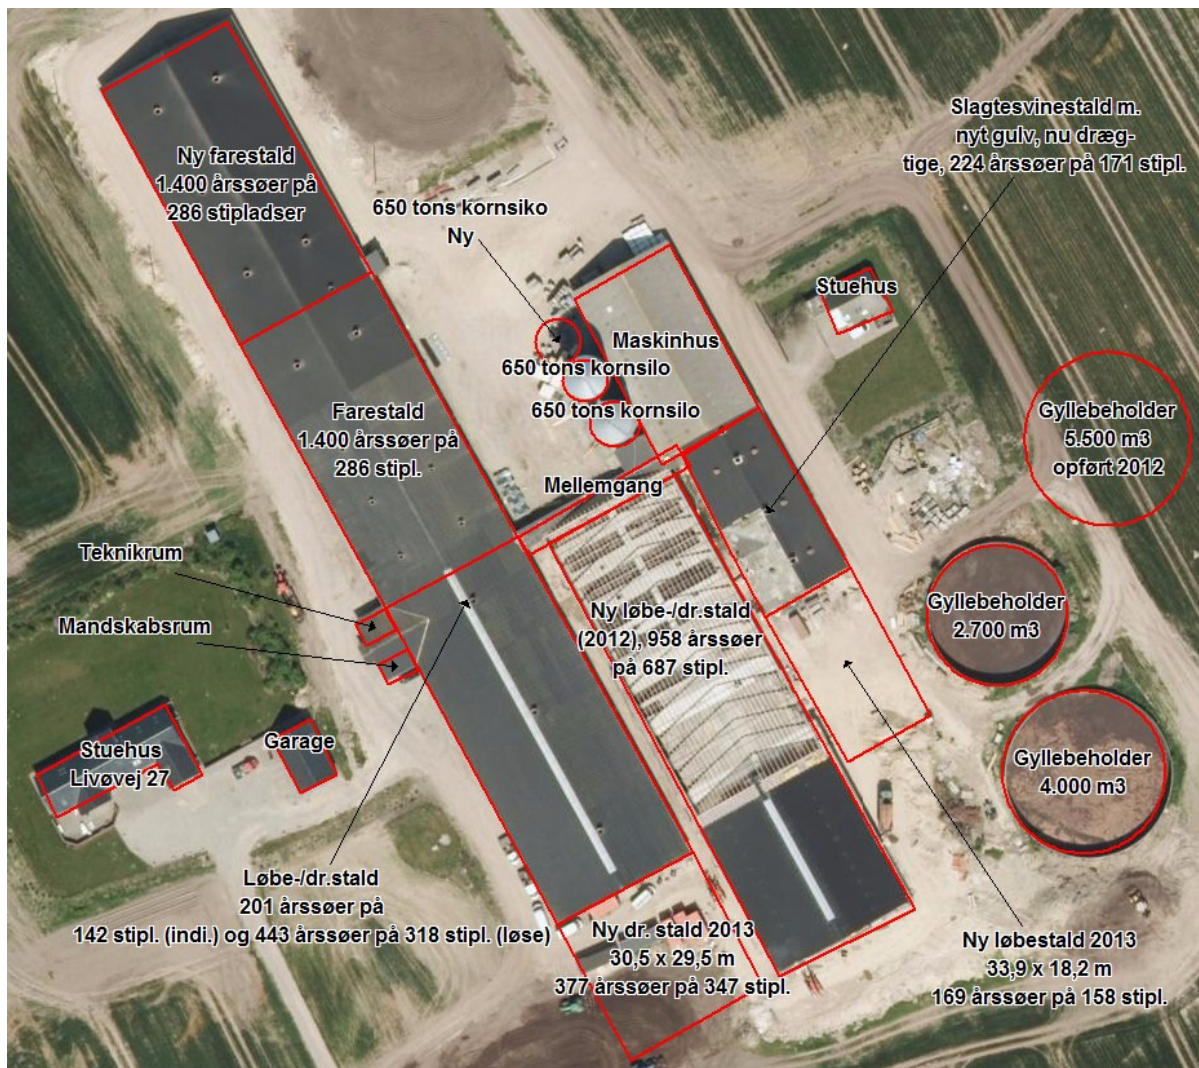 Slagtesvinestald m.
nyt gulv, nu dræg-
tige, 224 årssøer på 171 stipl.
Ny farestald
1.400 årssøer på
286 stipladser
650 tons kornsiko
Ny
Stuehus
Maskinhus
650 tons kornsilo
650 tons kornsilo
Farestald
1.400 årssøer på
286 stipl.
Gyllebeholder
5.500 m3
opført 2012
Mellemgang
Teknikrum
Mandskabsrum
Ny løbe-/dr.stald
(2012), 958 årssøer
på 687 stipl.
Gyllebeholder
2.700 m3
Stuehus
Livøvej 27
Garage
Gyllebeholder
4.000 m3
Løbe-/dr.stald
201 årssøer på
142 stipl. (indi.) og 443 årssøer på 318 stipl. (løse)
Ny dr. stald 2013
30,5 x 29,5 m
377 årssøer på 347 stipl.
Ny løbestald 2013
33,9 x 18,2 m
169 årssøer på 158 stipl.